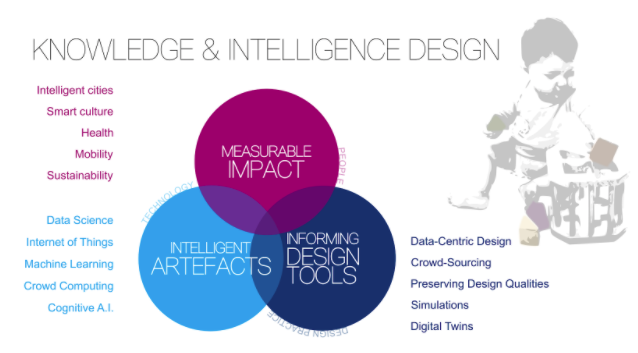 KNOWLEDGE & INTELLIGENCE DESIGN
Intelligent cities
Smart culture
Health
Mobility
Sustainability
MEASURABLE
IMPACT
PEOPLE
TECHNOLOGY
Data Science
Internet of Things
Machine Learning
Crowd Computing
Cognitive A.I.
INTELLIGENT
ARTEFACTS
INFORMING
DESIGN
TOOLS
DESIGN PRACTICE
Data-Centric Design
Crowd-Sourcing
Preserving Design Qualities
Simulations
Digital Twins